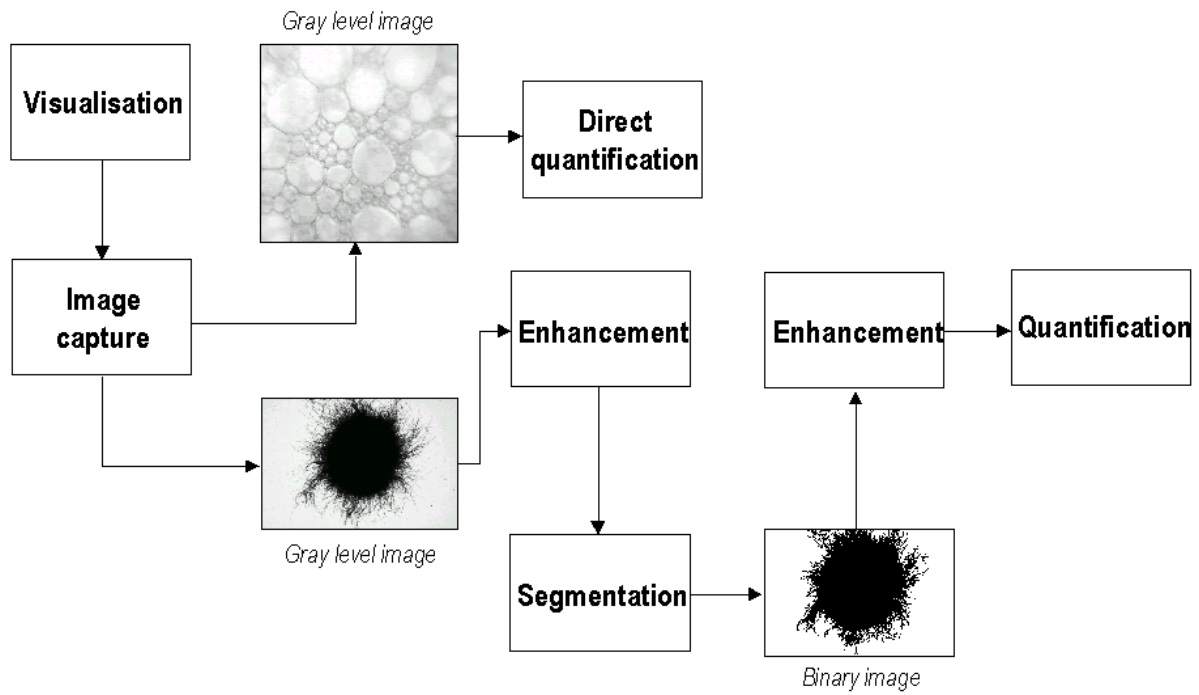 Gray level image
Visualisation
Direct
quantification
Image
capture
Enhancement
Enhancement
Quantification
Gray level image
Segmentation
Binary image